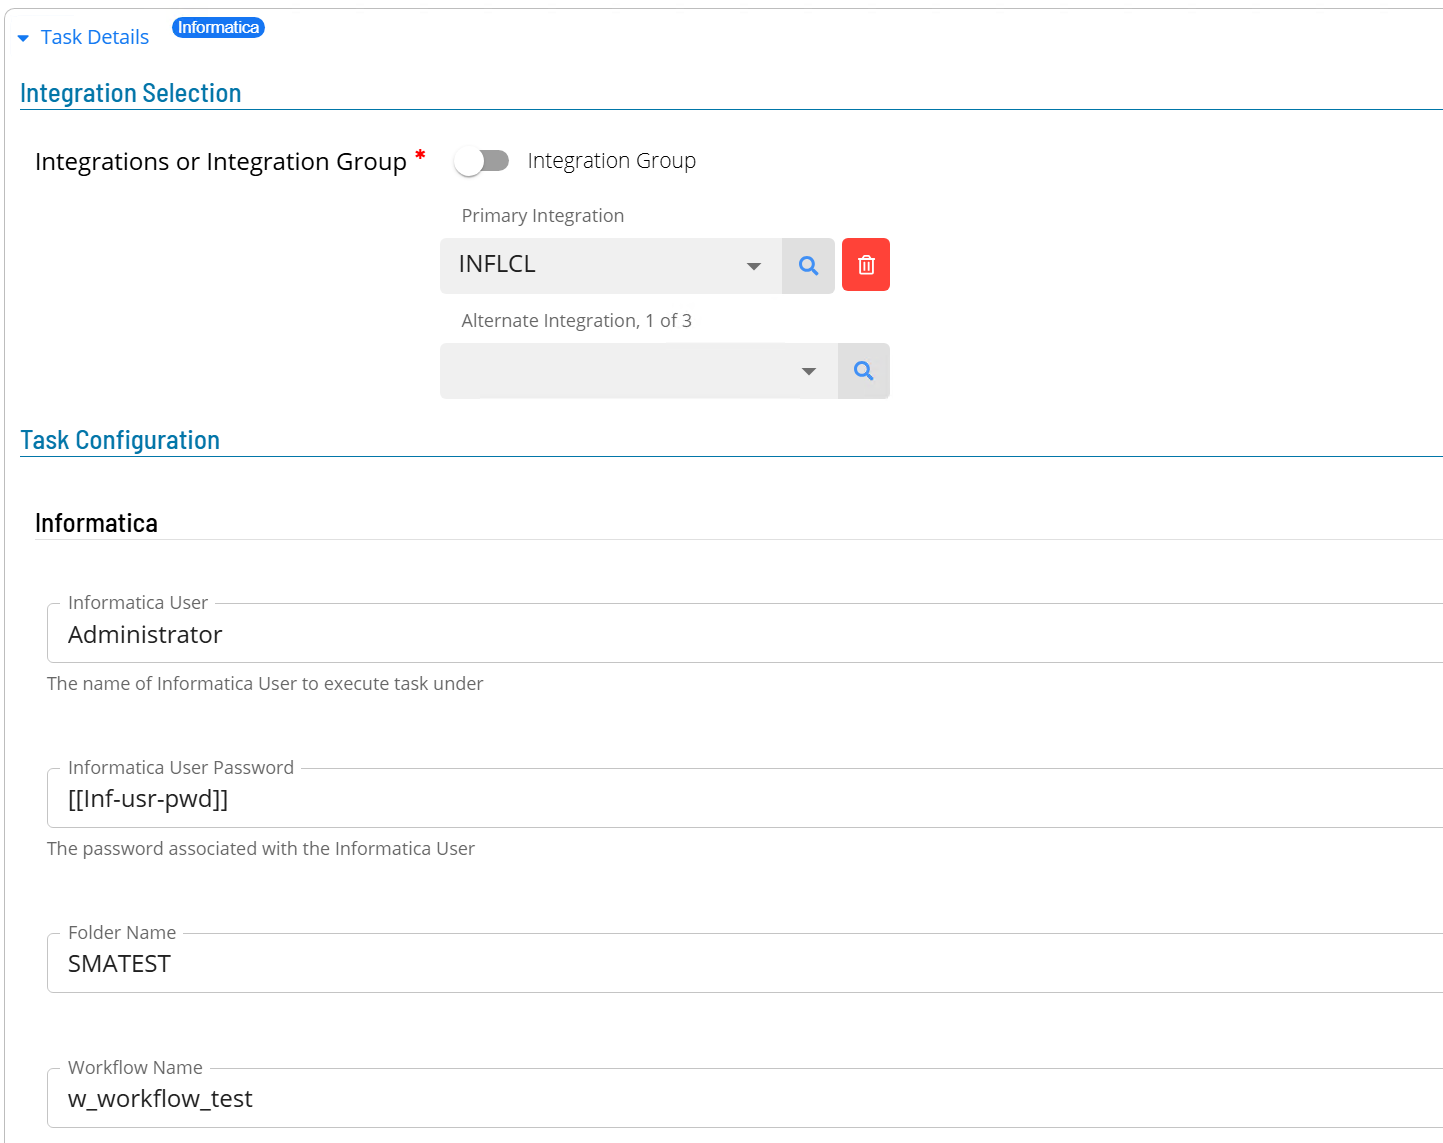 Task Details Informatica
Integration Selection
Integrations or Integration Group * Integration Group
Primary Integration
INFLCL
Alternate Integration, 1 of 3
Task Configuration
Informatica
Informatica User
Administrator
The name of Informatica User to execute task under
Informatica User Password
[[Inf-usr-pwd]]
The password associated with the Informatica User
Folder Name
SMATEST
Workflow Name
w_workflow_test